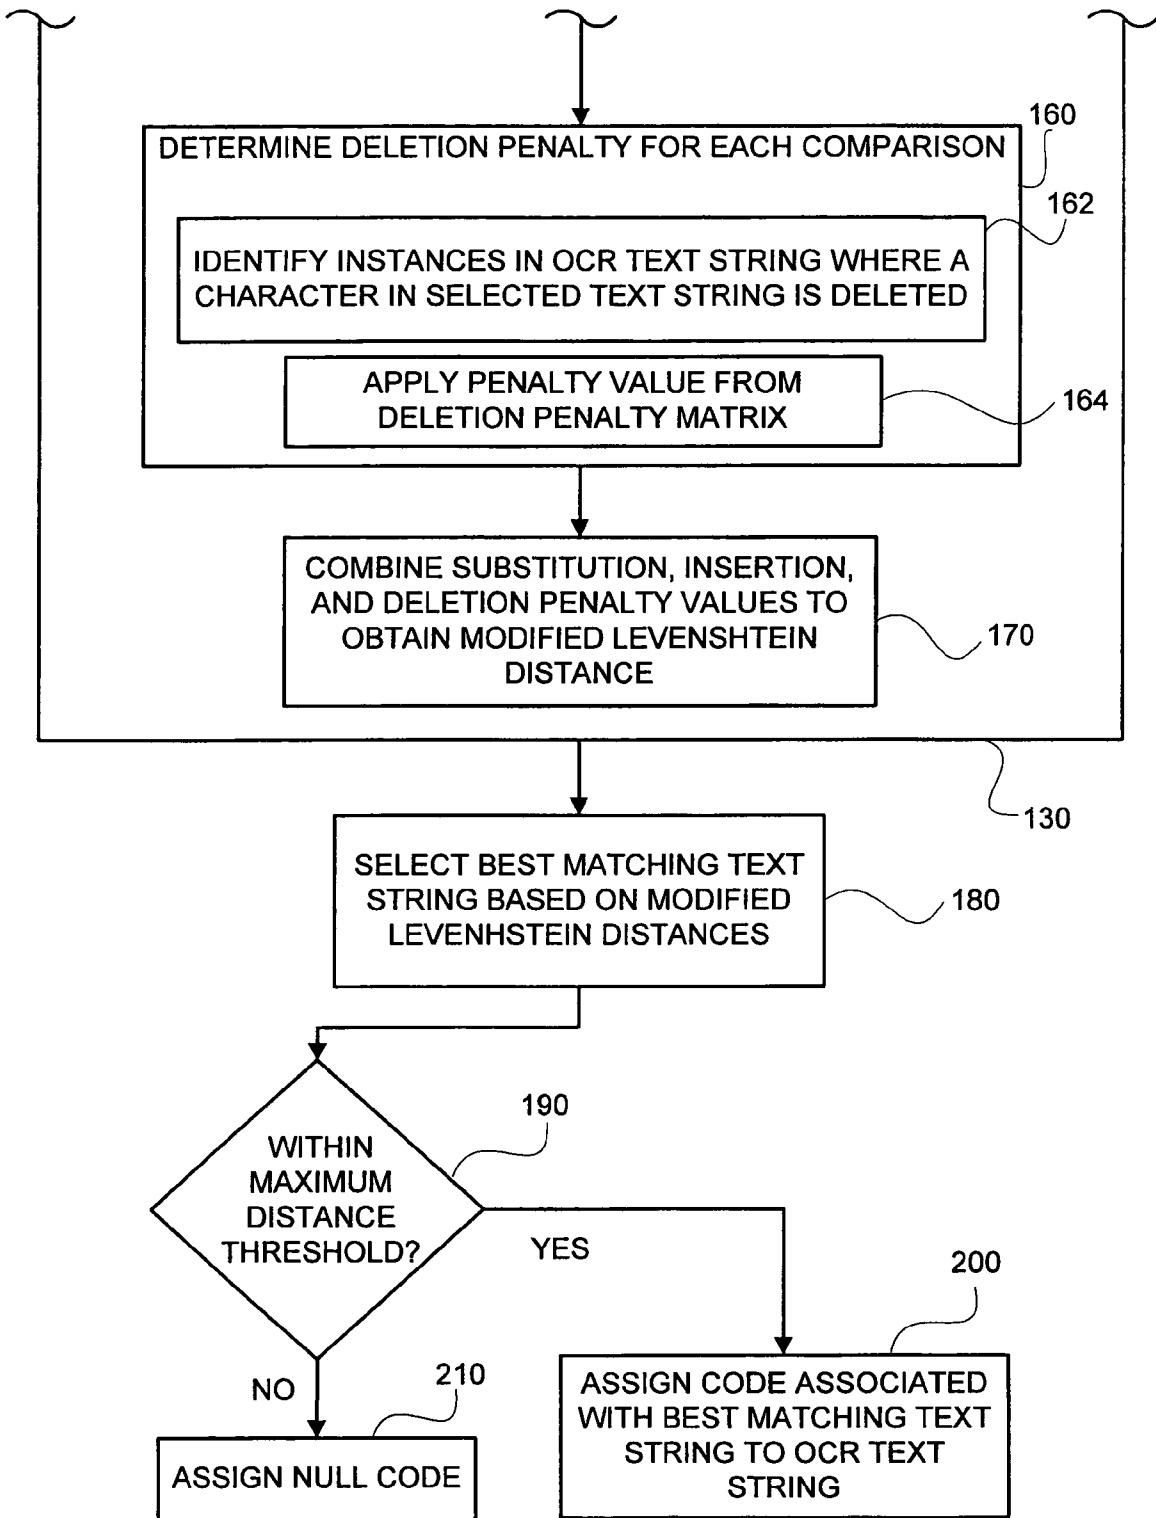 160
DETERMINE DELETION PENALTY FOR EACH COMPARISON
162
IDENTIFY INSTANCES IN OCR TEXT STRING WHERE A
CHARACTER IN SELECTED TEXT STRING IS DELETED
APPLY PENALTY VALUE FROM
DELETION PENALTY MATRIX
164
COMBINE SUBSTITUTION, INSERTION,
AND DELETION PENALTY VALUES TO
OBTAIN MODIFIED LEVENSHTEIN
DISTANCE
170
130
SELECT BEST MATCHING TEXT
STRING BASED ON MODIFIED
LEVENHSTEIN DISTANCES
180
190
WITHIN
MAXIMUM
DISTANCE
THRESHOLD?
YES
200
NO
210
ASSIGN NULL CODE
ASSIGN CODE ASSOCIATED
WITH BEST MATCHING TEXT
STRING TO OCR TEXT
STRING